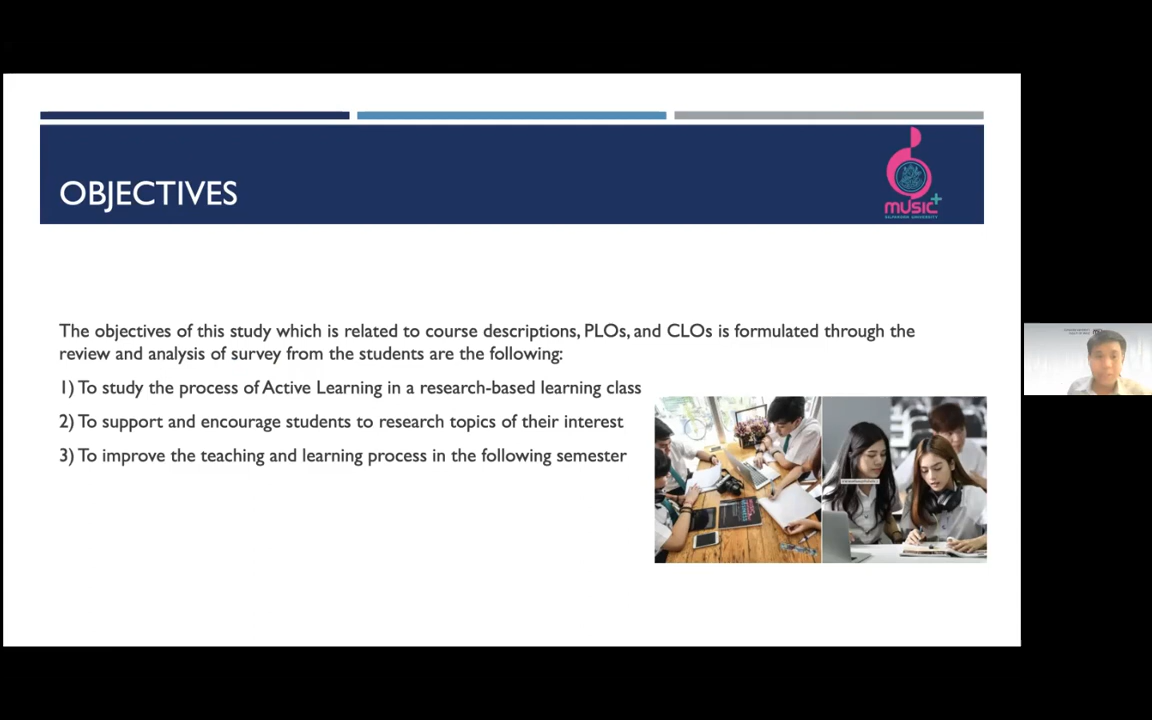 OBJECTIVES
MUSIC+
SILPAKORN UNIVERSITY
The objectives of this study which is related to course descriptions, PLOs, and CLOs is formulated through the
review and analysis of survey from the students are the following:
1) To study the process of Active Learning in a research-based learning class
2) To support and encourage students to research topics of their interest
3) To improve the teaching and learning process in the following semester